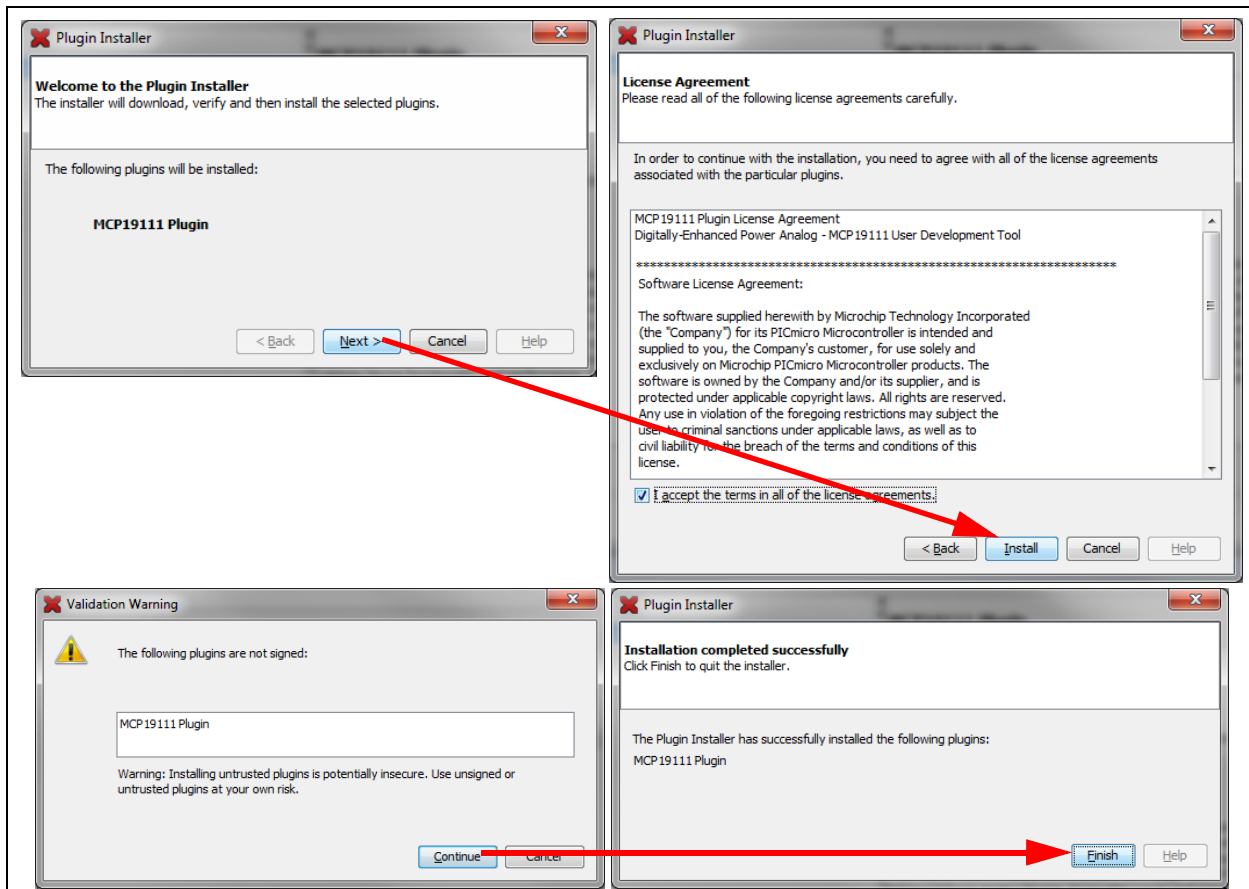 Plugin Installer
Welcome to the Plugin Installer
The installer will download, verify and then install the selected plugins.
The following plugins will be installed:
MCP19111 Plugin
< Back
Next >
Cancel
Help
Plugin Installer
License Agreement
Please read all of the following license agreements carefully.
In order to continue with the installation, you need to agree with all of the license agreements
associated with the particular plugins.
MCP19111 Plugin License Agreement
Digitally-Enhanced Power Analog - MCP19111 User Development Tool
********************************************************************
Software License Agreement:
The software supplied herewith by Microchip Technology Incorporated
(the "Company") for its PICmicro Microcontroller is intended and
supplied to you, the Company's customer, for use solely and
exclusively on Microchip PICmicro Microcontroller products. The
software is owned by the Company and/or its supplier, and is
protected under applicable copyright laws. All rights are reserved.
Any use in violation of the foregoing restrictions may subject the
user to criminal sanctions under applicable laws, as well as to
civil liability for the breach of the terms and conditions of this
license.
I accept the terms in all of the license agreements.
< Back
Install
Cancel
Help
Validation Warning
The following plugins are not signed:
MCP19111 Plugin
Warning: Installing untrusted plugins is potentially insecure. Use unsigned or
untrusted plugins at your own risk.
Continue
Cancel
Plugin Installer
Installation completed successfully
Click Finish to quit the installer.
The Plugin Installer has successfully installed the following plugins:
MCP19111 Plugin
Finish
Help